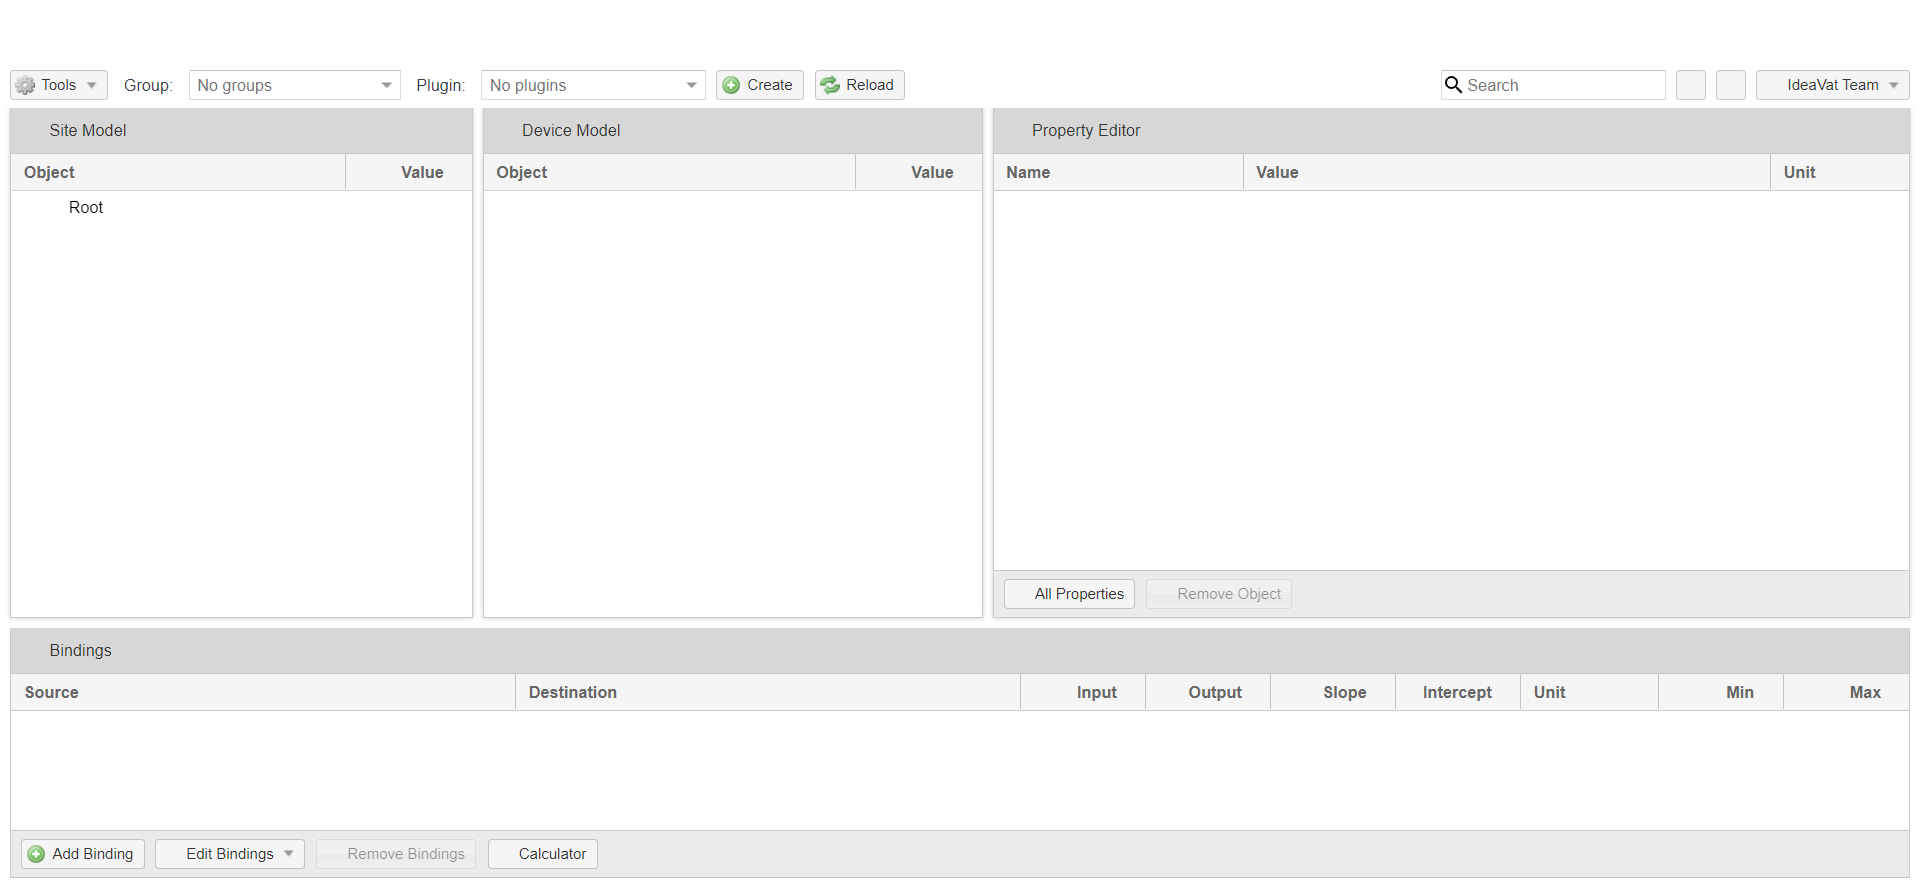 Tools Group: No groups Plugin: No plugins Create Reload Search IdeaVat Team
Site Model Device Model Property Editor
Object Value Object Value Name Value Unit
Root
All Properties Remove Object
Bindings
Source Destination Input Output Slope Intercept Unit Min Max
Add Binding Edit Bindings Remove Bindings Calculator